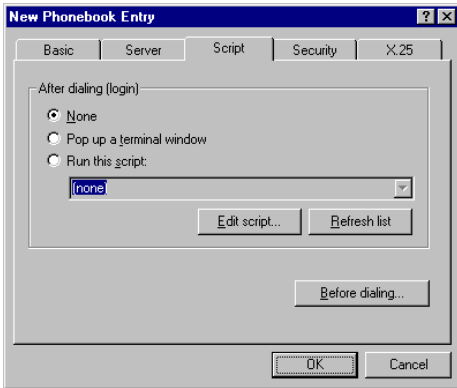 New Phonebook Entry
Basic Server Script Security X.25
After dialing (login)
None
Pop up a terminal window
Run this script:
(none)
Edit script... Refresh list
Before dialing...
OK Cancel